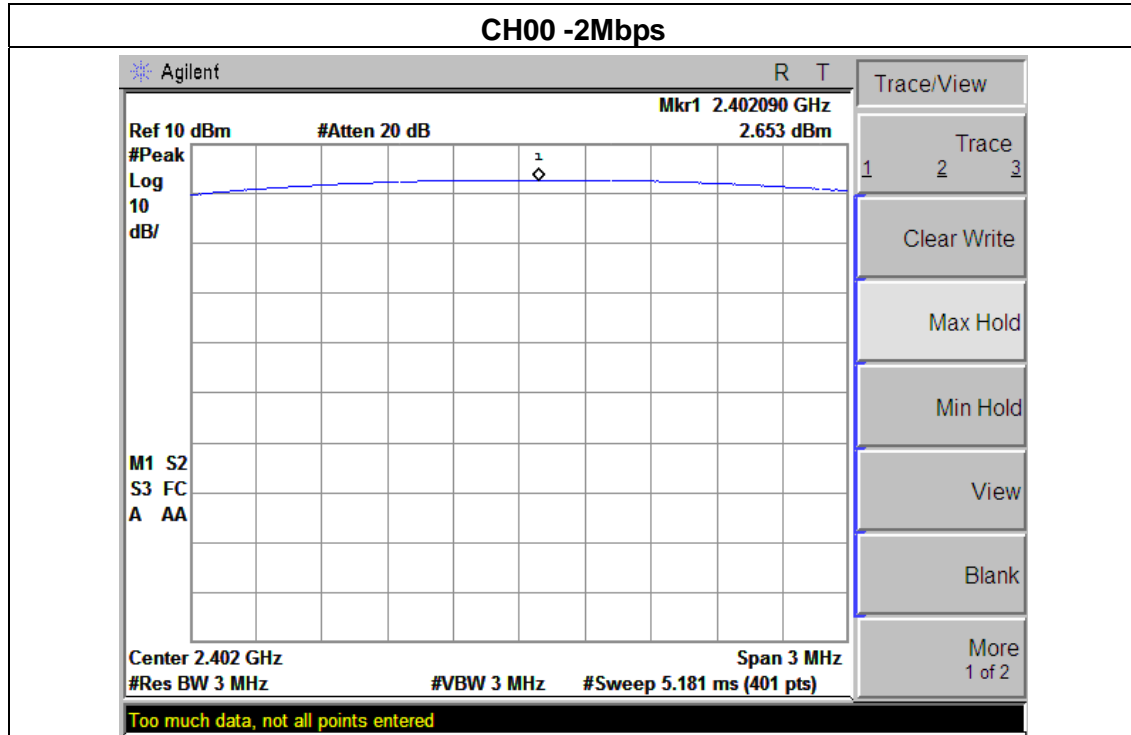 CH00 -2Mbps
Agilent R T
Trace/View
Mkr1 2.402090 GHz
Ref 10 dBm #Atten 20 dB 2.653 dBm
#Peak
Log
10
dB/
1
M1 S2
S3 FC
A AA
Center 2.402 GHz Span 3 MHz
#Res BW 3 MHz #VBW 3 MHz #Sweep 5.181 ms (401 pts)
Too much data, not all points entered
Trace
1 2 3
Clear Write
Max Hold
Min Hold
View
Blank
More
1 of 2